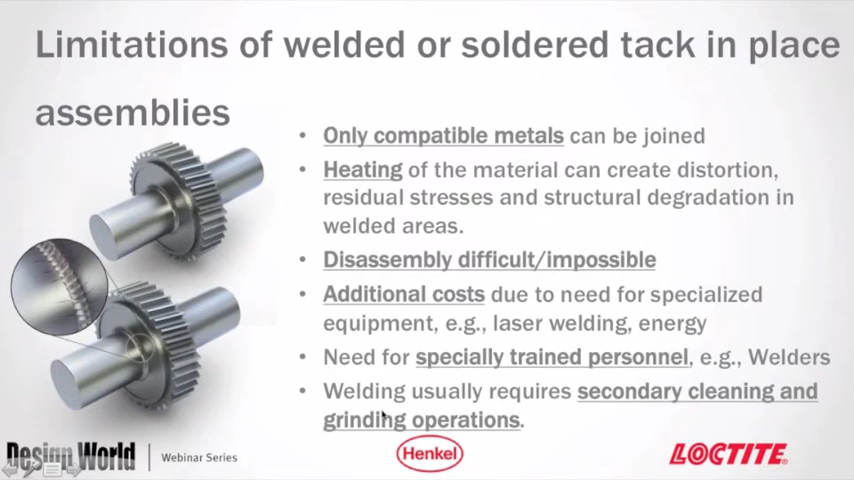 Limitations of welded or soldered tack in place
assemblies
• Only compatible metals can be joined
• Heating of the material can create distortion,
residual stresses and structural degradation in
welded areas.
• Disassembly difficult/impossible
• Additional costs due to need for specialized
equipment, e.g., laser welding, energy
• Need for specially trained personnel, e.g., Welders
• Welding usually requires secondary cleaning and
grinding operations.
Design World
Webinar Series
Henkel
LOCTITE®